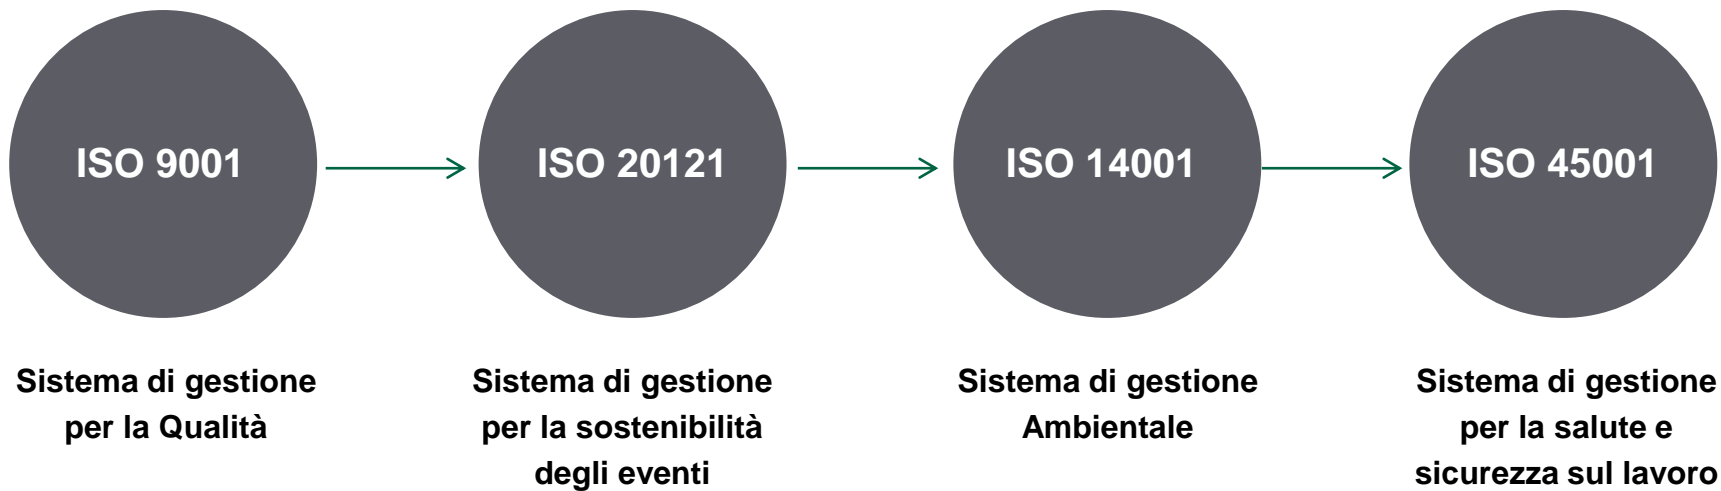 ISO 9001
ISO 20121
ISO 14001
ISO 45001
Sistema di gestione
per la Qualità
Sistema di gestione
per la sostenibilità
degli eventi
Sistema di gestione
Ambientale
Sistema di gestione
per la salute e
sicurezza sul lavoro